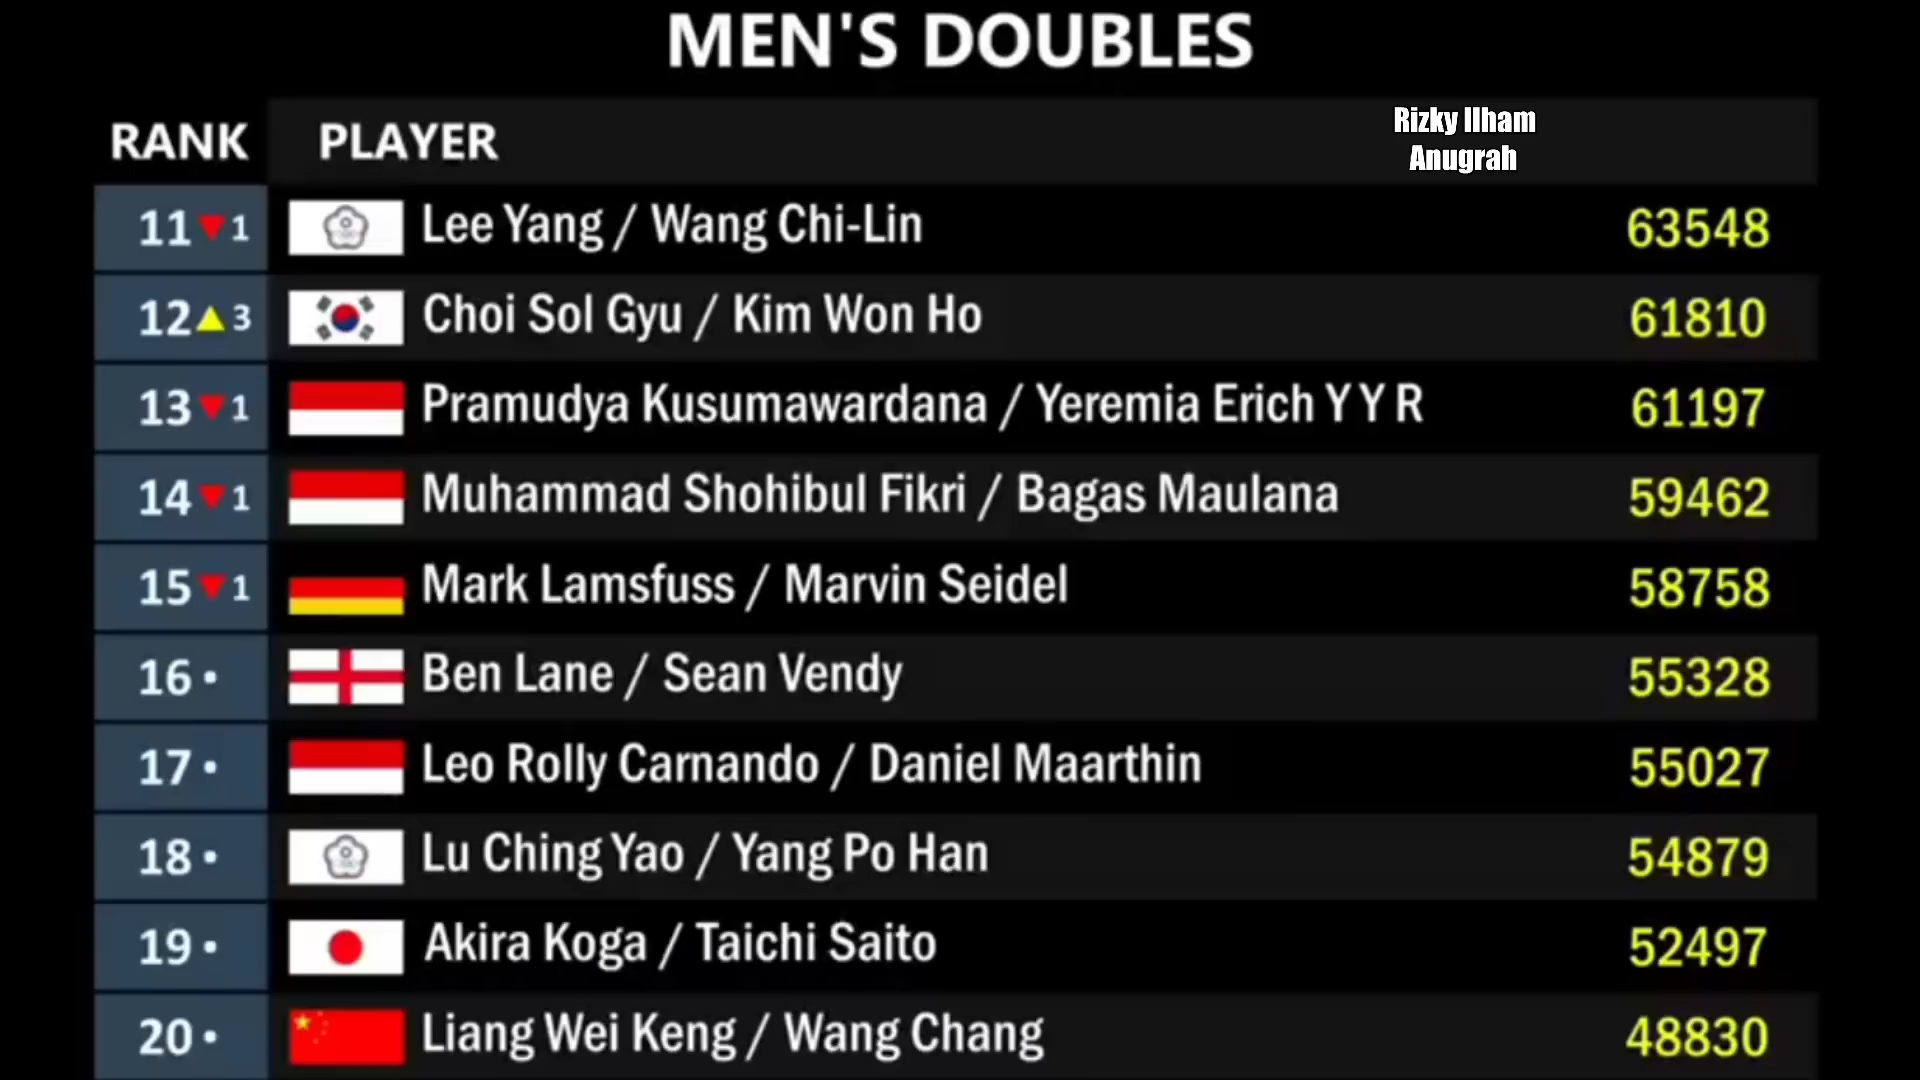 MEN'S DOUBLES
RANK PLAYER Rizky Ilham
Anugrah
11 ▼ 1 Lee Yang / Wang Chi-Lin 63548
12 ▲ 3 Choi Sol Gyu / Kim Won Ho 61810
13 ▼ 1 Pramudya Kusumawardana / Yeremia Erich Y Y R 61197
14 ▼ 1 Muhammad Shohibul Fikri / Bagas Maulana 59462
15 ▼ 1 Mark Lamsfuss / Marvin Seidel 58758
16 • Ben Lane / Sean Vendy 55328
17 • Leo Rolly Carnando / Daniel Maarthin 55027
18 • Lu Ching Yao / Yang Po Han 54879
19 • Akira Koga / Taichi Saito 52497
20 • Liang Wei Keng / Wang Chang 48830